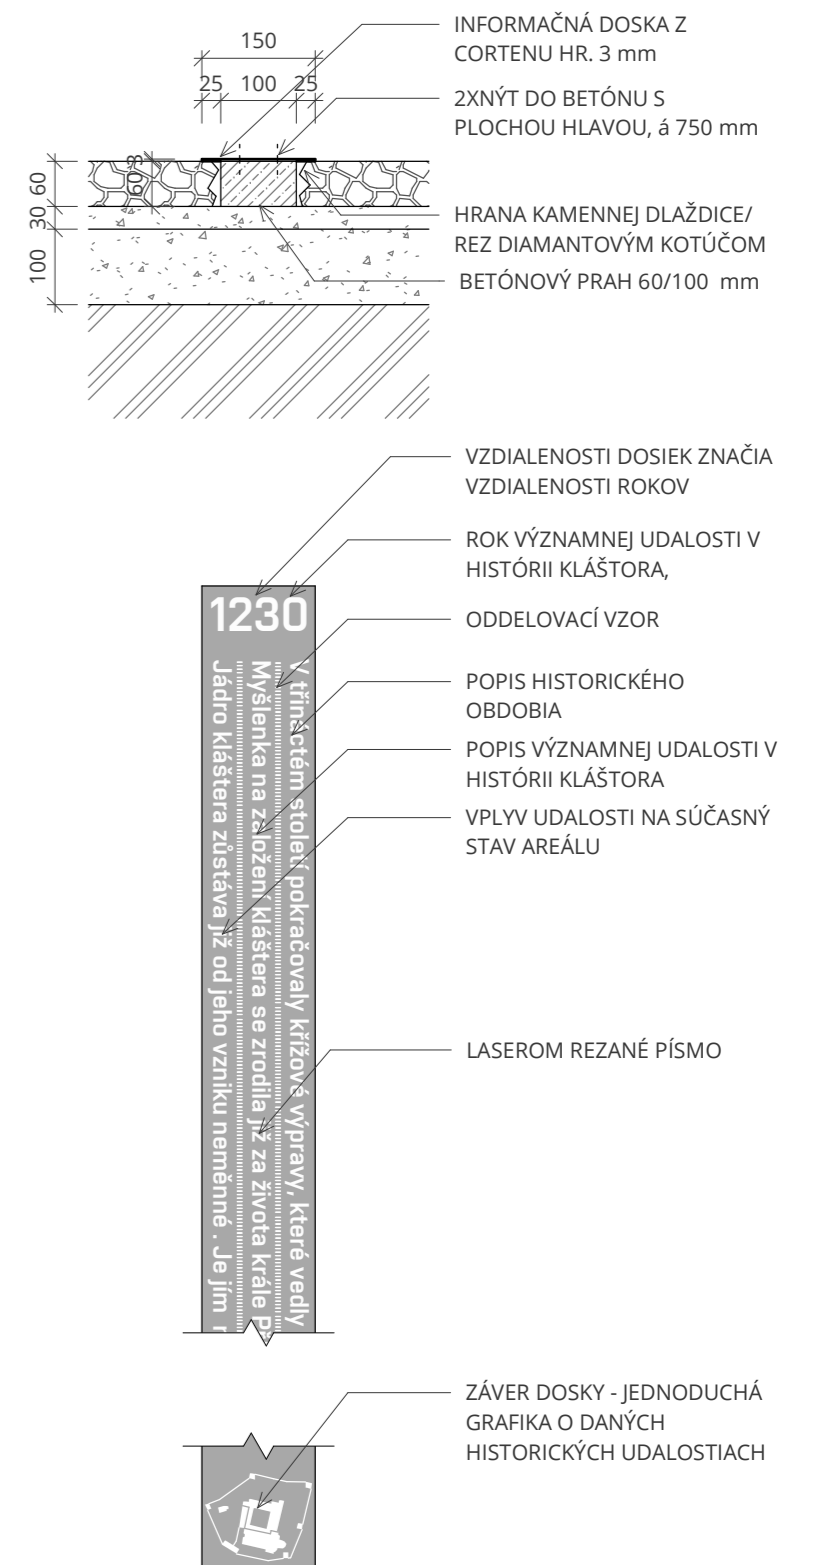 INFORMAČNÁ DOSKA Z
CORTENU HR. 3 mm
150
25 100 25
2XNÝT DO BETÓNU S
PLOCHOU HLAVOU, á 750 mm
3
60
60
30
100
HRANA KAMENNEJ DLAŽDICE/
REZ DIAMANTOVÝM KOTÚČOM
BETÓNOVÝ PRAH 60/100 mm
VZDIALENOSTI DOSIEK ZNAČIA
VZDIALENOSTI ROKOV
ROK VÝZNAMNEJ UDALOSTI V
HISTÓRII KLÁŠTORA,
1230
ODDELOVACÍ VZOR
POPIS HISTORICKÉHO
OBDOBIA
POPIS VÝZNAMNEJ UDALOSTI V
HISTÓRII KLÁŠTORA
VPLYV UDALOSTI NA SÚČASNÝ
STAV AREÁLU
V třináctém století pokračovaly křížové výpravy, které vedly
Myšlenka na založení kláštera se zrodila již za života krále
Jádro kláštera zůstáva již od jeho vzniku neměnné . Je jím
LASEROM REZANÉ PÍSMO
ZÁVER DOSKY - JEDNODUCHÁ
GRAFIKA O DANÝCH
HISTORICKÝCH UDALOSTIACH